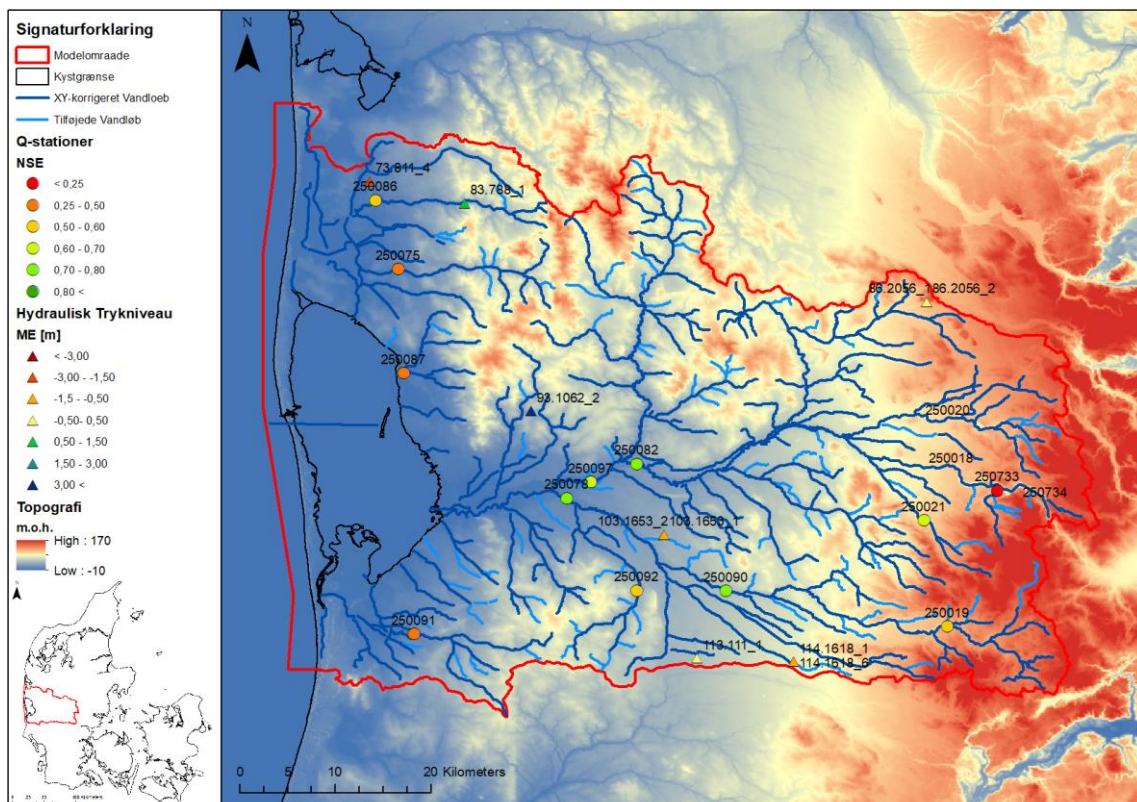 Signaturforklaring
Modelomraade
Kystgrænse
XY-korrigeret Vandloeb
Tilføjede Vandløb
Q-stationer
NSE
< 0,25
0,25 - 0,50
0,50 - 0,60
0,60 - 0,70
0,70 - 0,80
0,80 <
Hydraulisk Trykniveau
ME [m]
< -3,00
-3,00 - -1,50
-1,5 - -0,50
-0,50- 0,50
0,50 - 1,50
1,50 - 3,00
3,00 <
Topografi
m.o.h.
High : 170
Low : -10
N
N
73.811_4
250086
83.788_1
250075
86.2056_186.2056_2
250087
93.1062_2
250020
250082
250018
250097
250078
250733
250734
250021
103.1653_2103.1653_1
250092
250090
250091
250019
113.111_1
114.1618_1
114.1618_6
0 5 10 20 Kilometers